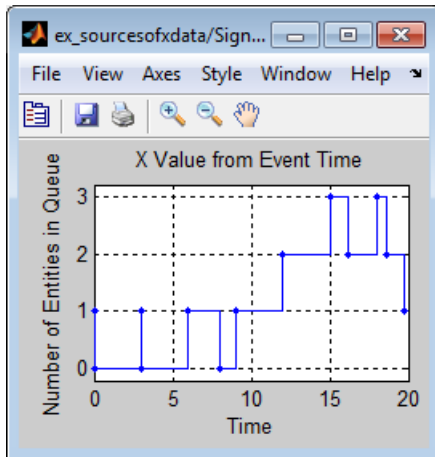 ex_sourcesofxdata/Sign...
File View Axes Style Window Help
X Value from Event Time
Number of Entities in Queue
3
2
1
0
0 5 10 15 20
Time